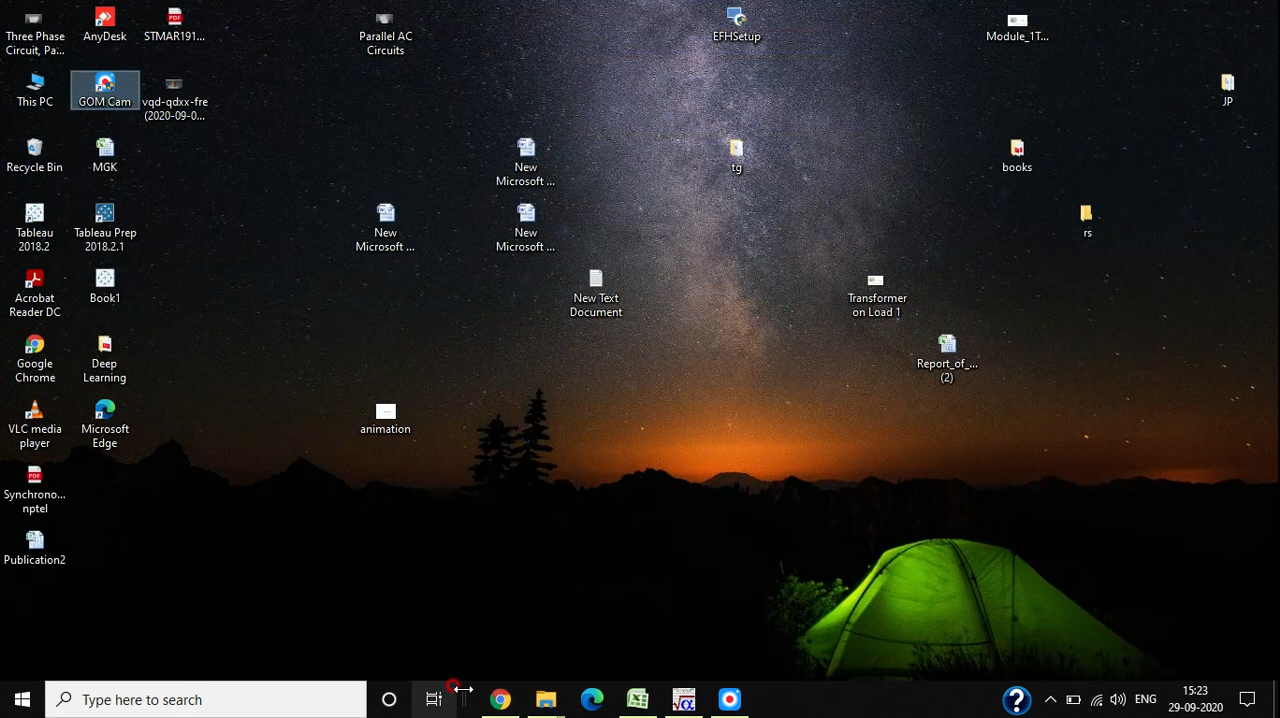 Three Phase
Circuit, Pa...
AnyDesk
STMAR191...
Parallel AC
Circuits
EFHSetup
Module_1T...
This PC
GOM Cam
vqd-qdxx-fre
(2020-09-0...
JP
Recycle Bin
MGK
New
Microsoft ...
tg
books
Tableau
2018.2
Tableau Prep
2018.2.1
New
Microsoft ...
New
Microsoft ...
rs
Acrobat
Reader DC
Book1
New Text
Document
Transformer
on Load 1
Google
Chrome
Deep
Learning
Report_of_...
(2)
VLC media
player
Microsoft
Edge
animation
Synchrono...
nptel
Publication2
Type here to search
ENG
15:23
29-09-2020